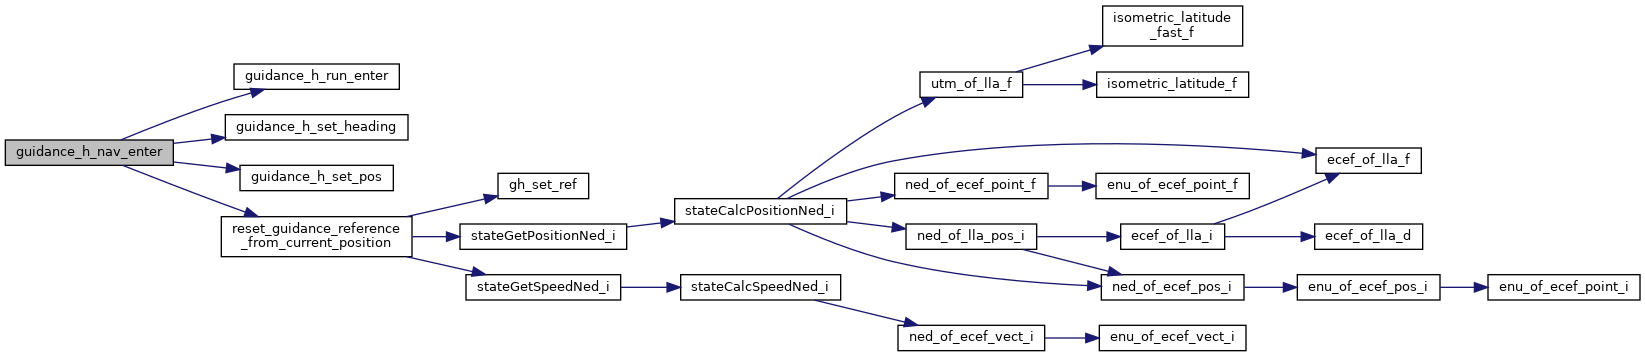 guidance_h_nav_enter
guidance_h_run_enter
guidance_h_set_heading
guidance_h_set_pos
reset_guidance_reference
_from_current_position
gh_set_ref
stateGetPositionNed_i
stateGetSpeedNed_i
stateCalcPositionNed_i
stateCalcSpeedNed_i
utm_of_lla_f
ned_of_ecef_point_f
ned_of_lla_pos_i
ned_of_ecef_vect_i
isometric_latitude
_fast_f
isometric_latitude_f
enu_of_ecef_point_f
ecef_of_lla_i
ned_of_ecef_pos_i
enu_of_ecef_vect_i
ecef_of_lla_f
ecef_of_lla_d
enu_of_ecef_pos_i
enu_of_ecef_point_i